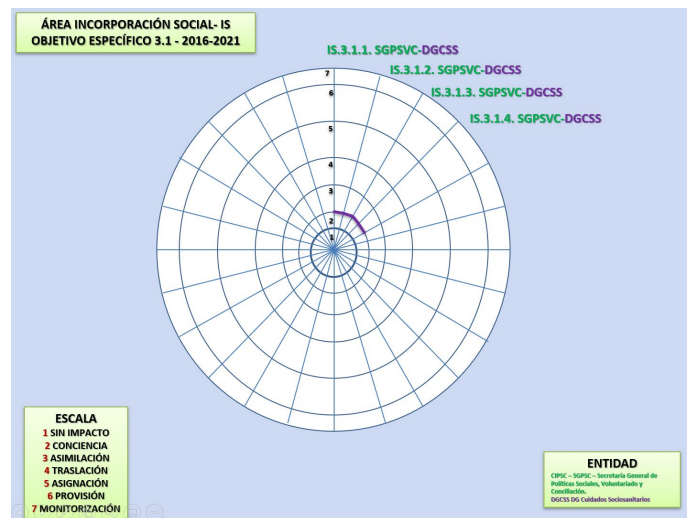 ÁREA INCORPORACIÓN SOCIAL- IS
OBJETIVO ESPECÍFICO 3.1 - 2016-2021
IS.3.1.1. SGPSVC-DGCSS
IS.3.1.2. SGPSVC-DGCSS
IS.3.1.3. SGPSVC-DGCSS
IS.3.1.4. SGPSVC-DGCSS
7
6
5
4
3
2
1
ESCALA
1 SIN IMPACTO
2 CONCIENCIA
3 ASIMILACIÓN
4 TRASLACIÓN
5 ASIGNACIÓN
6 PROVISIÓN
7 MONITORIZACIÓN
ENTIDAD
CIPSC – SGPSC – Secretaría General de
Políticas Sociales, Voluntariado y
Conciliación.
DGCSS DG Cuidados Sociosanitarios